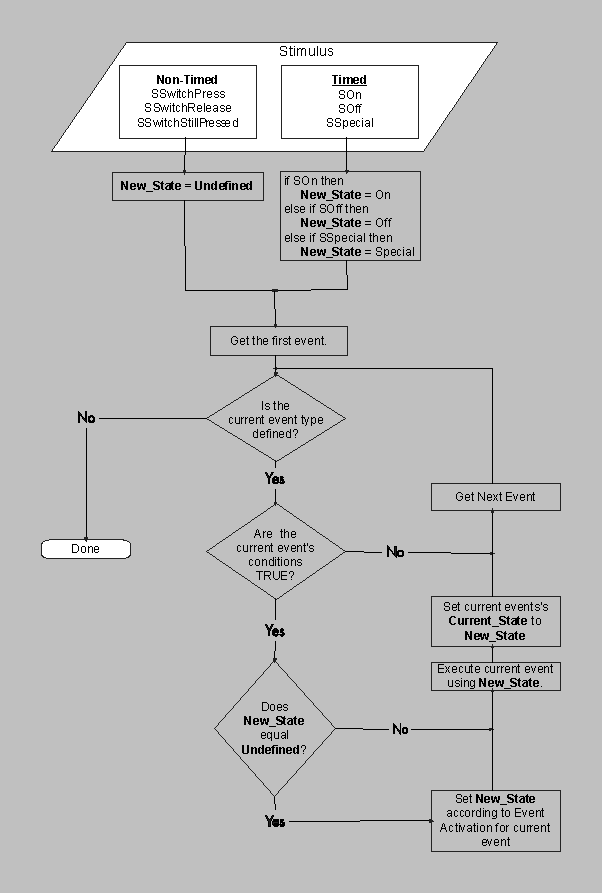 Stimulus
Non-Timed
SSwitchPress
SSwitchRelease
SSwitchStillPressed
Timed
SOn
SOff
SSpecial
New_State = Undefined
if SOn then
New_State = On
else if SOff then
New_State = Off
else if SSpecial then
New_State = Special
Get the first event.
Is the
current event type
defined?
No
Yes
Done
Get Next Event
Are the
current event's
conditions
TRUE?
No
Yes
Set current events's
Current_State to
New_State
Execute current event
using New_State.
Does
New_State
equal
Undefined?
No
Yes
Set New_State
according to Event
Activation for current
event